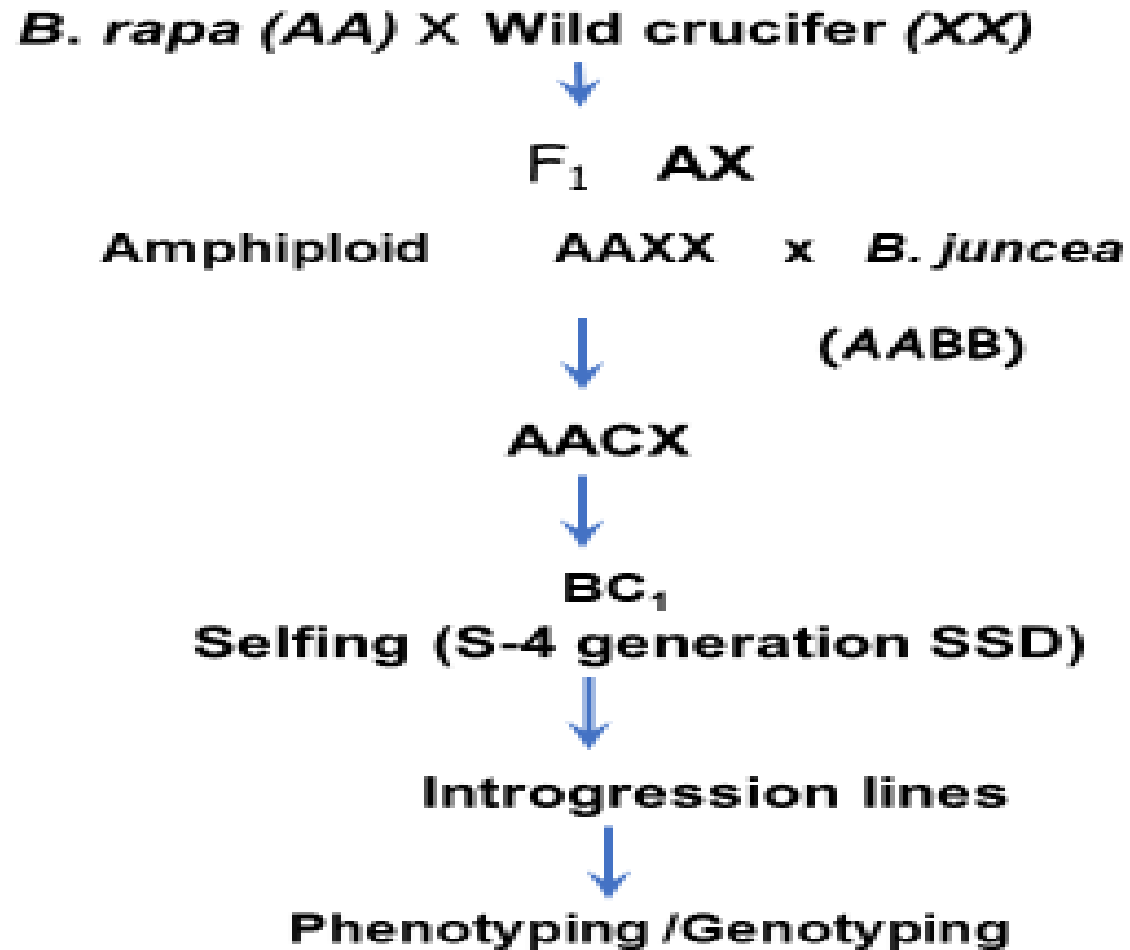 B. rapa (AA) X Wild crucifer (XX)
F₁ AX
Amphiploid AAXX x B. juncea
(AABB)
AACX
BC₁
Selfing (S-4 generation SSD)
Introgression lines
Phenotyping /Genotyping